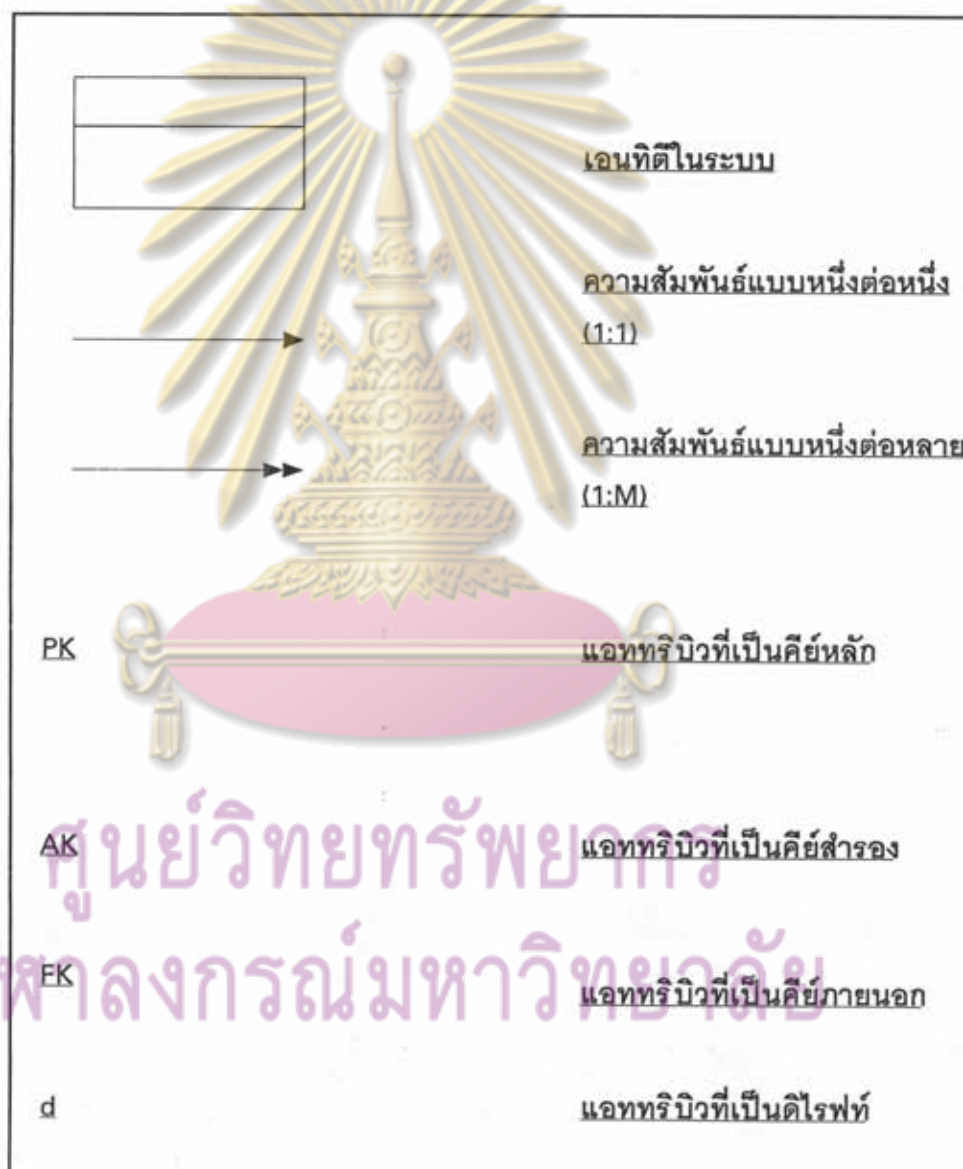 เอนทิตีในระบบ
ความสัมพันธ์แบบหนึ่งต่อหนึ่ง
(1:1)
ความสัมพันธ์แบบหนึ่งต่อหลาย
(1:M)
PK แอททริบิวที่เป็นคีย์หลัก
AK แอททริบิวที่เป็นคีย์สำรอง
ศูนย์วิทยทรัพยากร
FK แอททริบิวที่เป็นคีย์ภายนอก
ฬาลงกรณ์มหาวิทยาลัย
d แอททริบิวที่เป็นดิไรฟท์